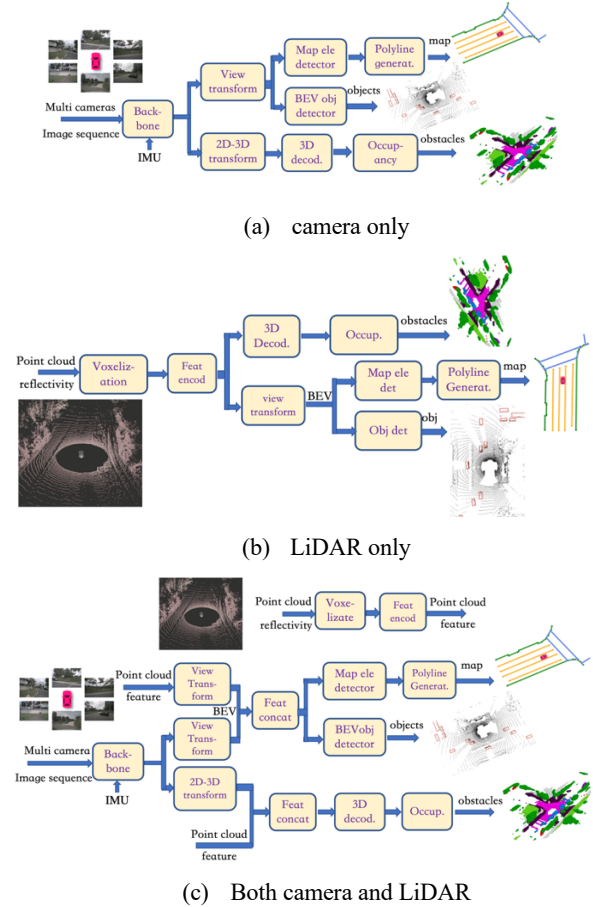 Multi cameras
Image sequence
Back-
bone
IMU
View
transform
Map ele
detector
Polyline
generat.
map
BEV obj
detector
objects
2D-3D
transform
3D
decod.
Occup-
ancy
obstacles
(a) camera only
Point cloud
reflectivity
Voxeliz-
ation
Feat
encod
3D
Decod.
Occup.
obstacles
view
transform
BEV
Map ele
det
Polyline
Generat.
map
Obj det
obj
(b) LiDAR only
Point cloud
reflectivity
Voxe-
lizate
Feat
encod
Point cloud
feature
Point cloud
feature
View
Trans-
form
BEV
Multi camera
Image sequence
Back-
bone
IMU
View
Trans-
form
Feat
concat
Map ele
detector
Polyline
Generat.
map
BEVobj
detector
objects
2D-3D
transform
Point cloud
feature
Feat
concat
3D
decod.
Occup.
obstacles
(c) Both camera and LiDAR